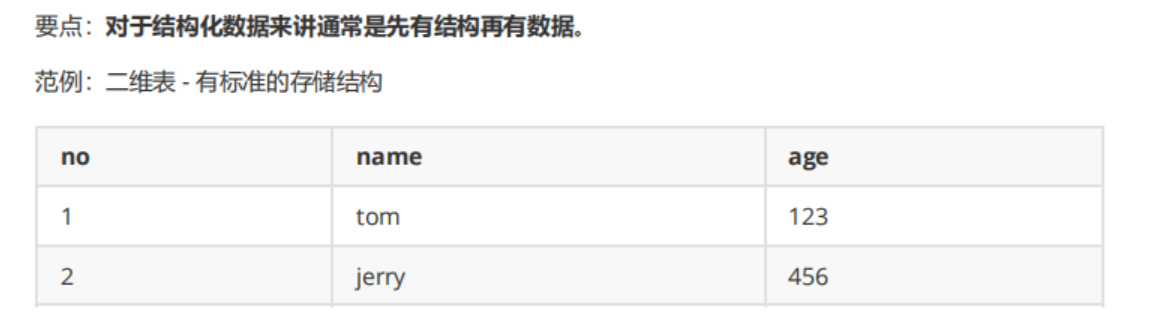 要点：对于结构化数据来讲通常是先有结构再有数据。
范例：二维表 - 有标准的存储结构
no name age
1 tom 123
2 jerry 456